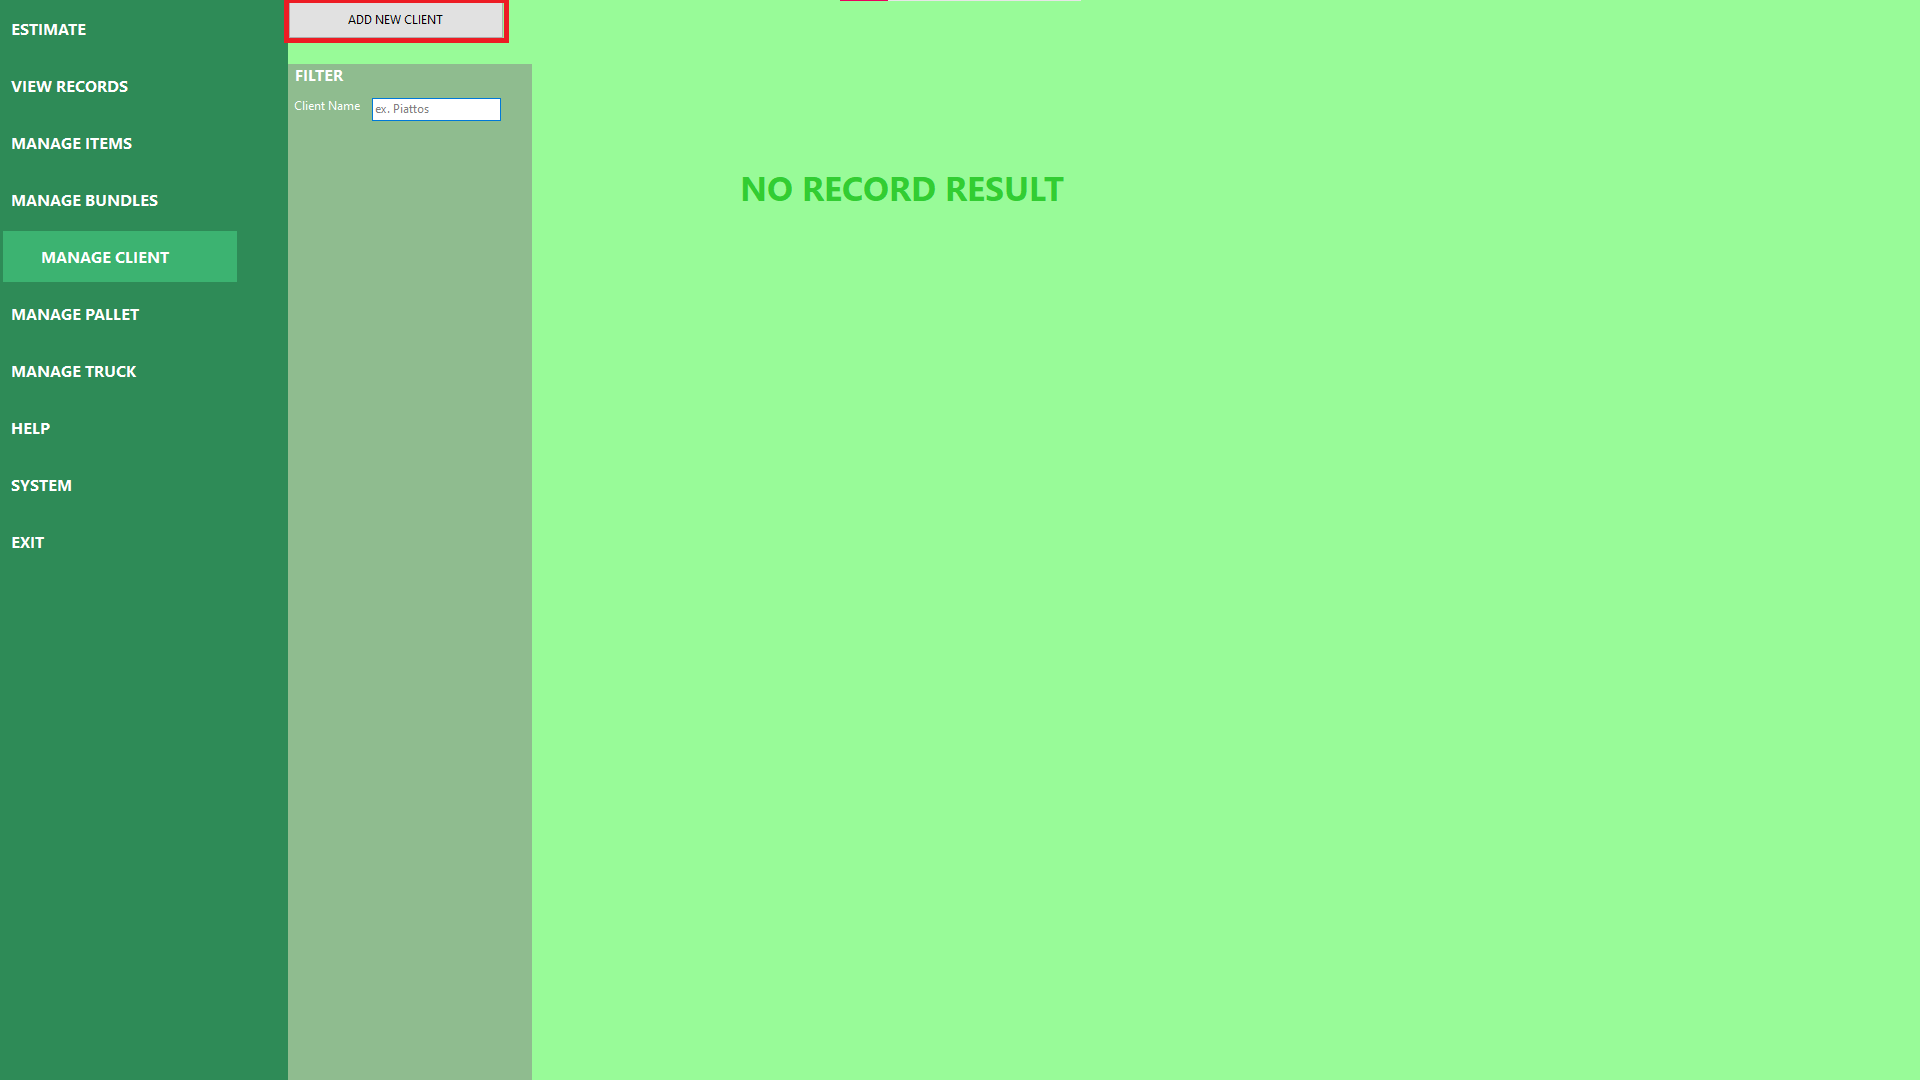 ESTIMATE
VIEW RECORDS
MANAGE ITEMS
MANAGE BUNDLES
MANAGE CLIENT
MANAGE PALLET
MANAGE TRUCK
HELP
SYSTEM
EXIT
ADD NEW CLIENT
FILTER
Client Name ex. Piattos
NO RECORD RESULT